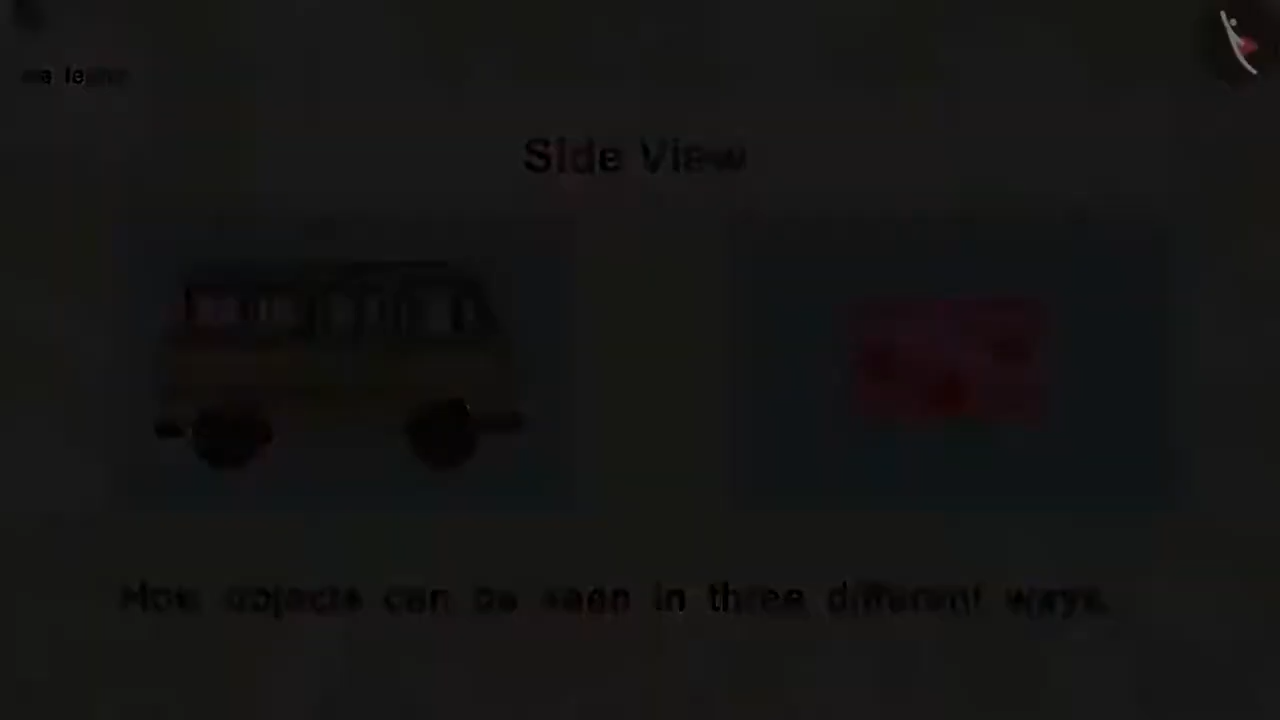 Side View
How objects can be seen in three different ways.